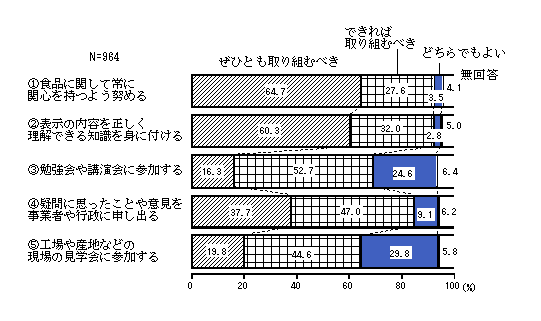 できれば
取り組むべき
N=964
ぜひとも取り組むべき
どちらでもよい
無回答
①食品に関して常に
関心を持つよう努める
64.7
27.6
3.5
4.1
②表示の内容を正しく
理解できる知識を身に付ける
60.3
32.0
2.8
5.0
③勉強会や講演会に参加する
16.3
52.7
24.6
6.4
④疑問に思ったことや意見を
事業者や行政に申し出る
37.7
47.0
9.1
6.2
⑤工場や産地などの
現場の見学会に参加する
19.8
44.6
29.8
5.8
0 20 40 60 80 100 (%)